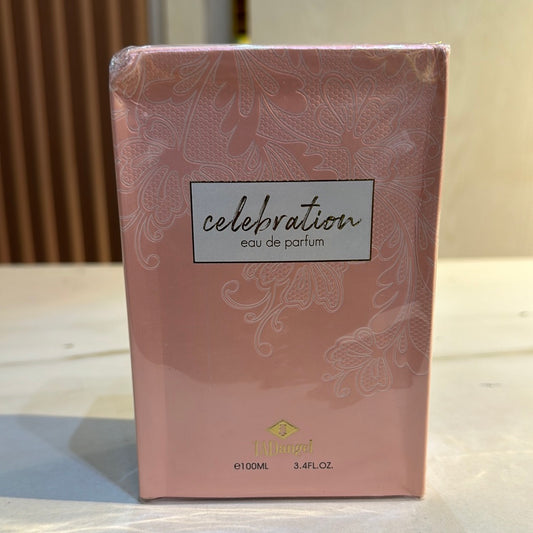 celebration
eau de parfum
e100ML 3.4FL.OZ.